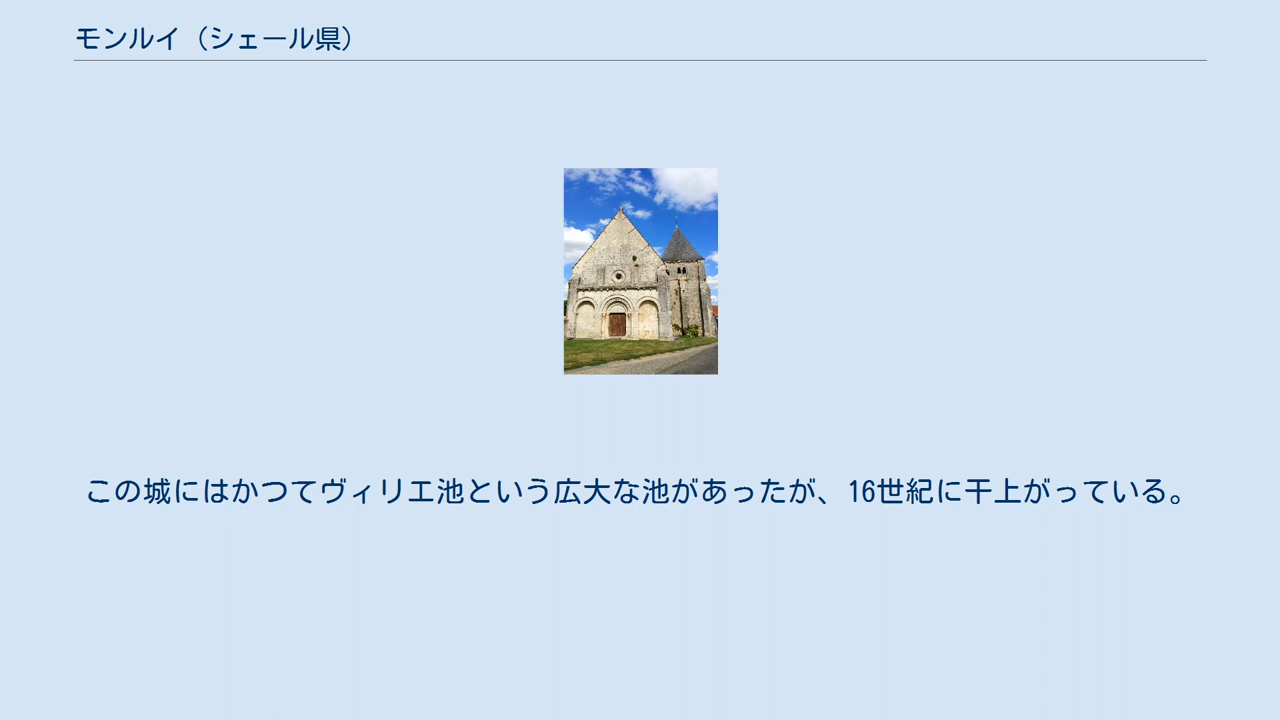 モンルイ（シェール県）
この城にはかつてヴィリエ池という広大な池があったが、16世紀に干上がっている。